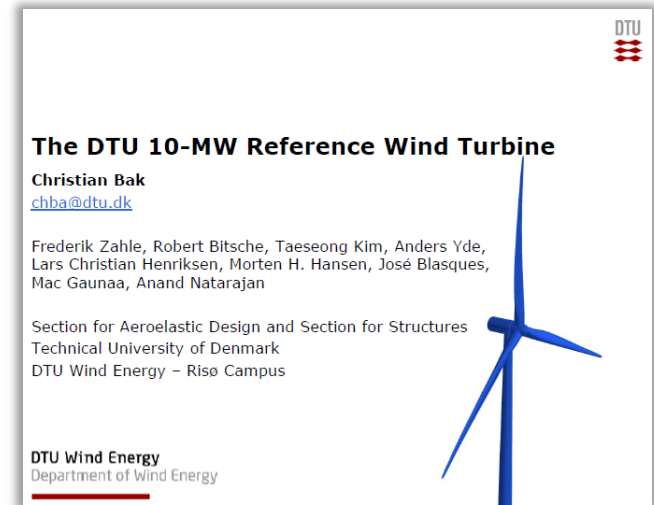 DTU
The DTU 10-MW Reference Wind Turbine
Christian Bak
chba@dtu.dk
Frederik Zahle, Robert Bitsche, Taeseong Kim, Anders Yde,
Lars Christian Henriksen, Morten H. Hansen, José Blasques,
Mac Gaunaa, Anand Natarajan
Section for Aeroelastic Design and Section for Structures
Technical University of Denmark
DTU Wind Energy – Risø Campus
DTU Wind Energy
Department of Wind Energy